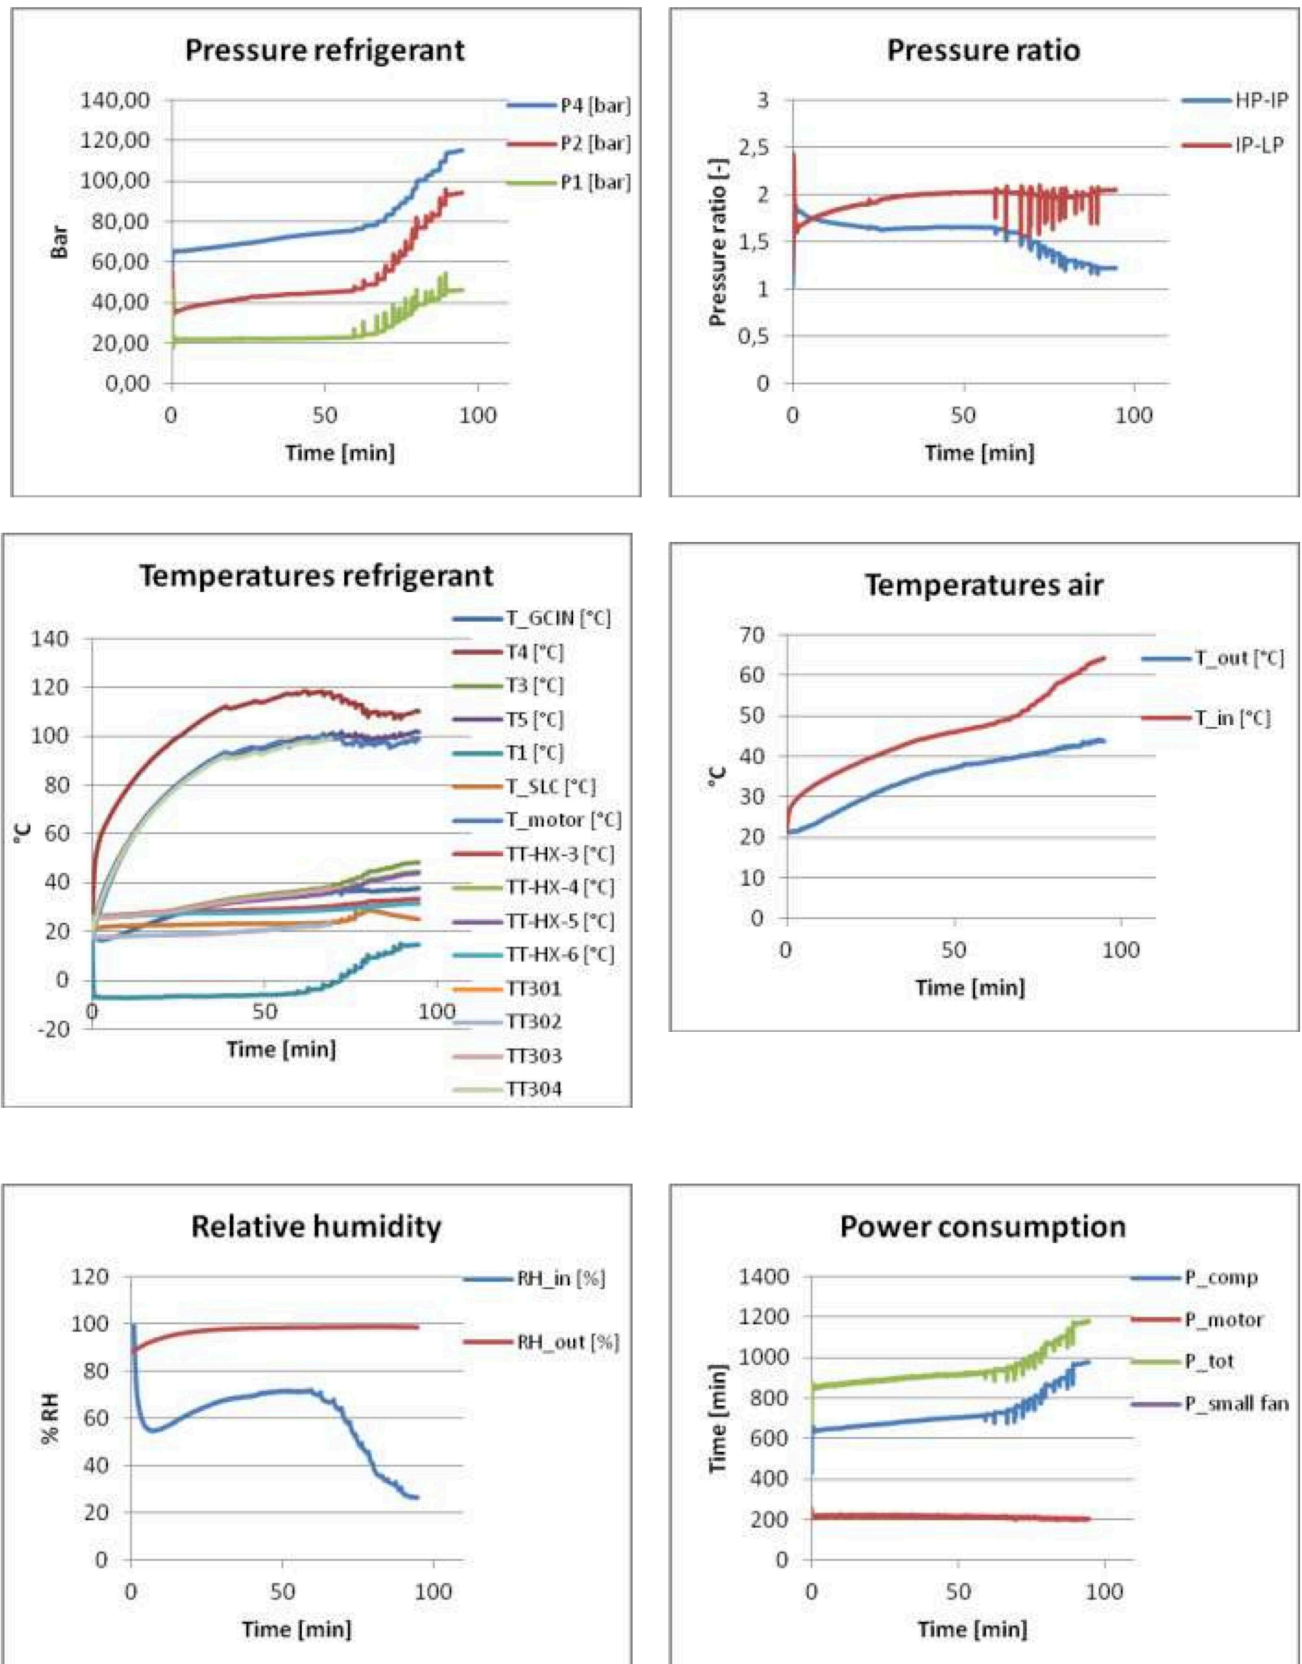 Pressure refrigerant
140,00
120,00
100,00
80,00
60,00
40,00
20,00
0,00
Bar
0
50
100
Time [min]
P4 [bar]
P2 [bar]
P1 [bar]
Pressure ratio
3
2,5
2
1,5
1
0,5
0
Pressure ratio [-]
0
50
100
Time [min]
HP-IP
IP-LP
Temperatures refrigerant
140
120
100
80
60
40
20
0
-20
°C
0
50
100
Time [min]
T_GCIN [°C]
T4 [°C]
T3 [°C]
T5 [°C]
T1 [°C]
T_SLC [°C]
T_motor [°C]
TT-HX-3 [°C]
TT-HX-4 [°C]
TT-HX-5 [°C]
TT-HX-6 [°C]
TT301
TT302
TT303
TT304
Temperatures air
70
60
50
40
30
20
10
0
°C
0
50
100
Time [min]
T_out [°C]
T_in [°C]
Relative humidity
120
100
80
60
40
20
0
% RH
0
50
100
Time [min]
RH_in [%]
RH_out [%]
Power consumption
1400
1200
1000
800
600
400
200
0
Time [min]
0
50
100
Time [min]
P_comp
P_motor
P_tot
P_small fan